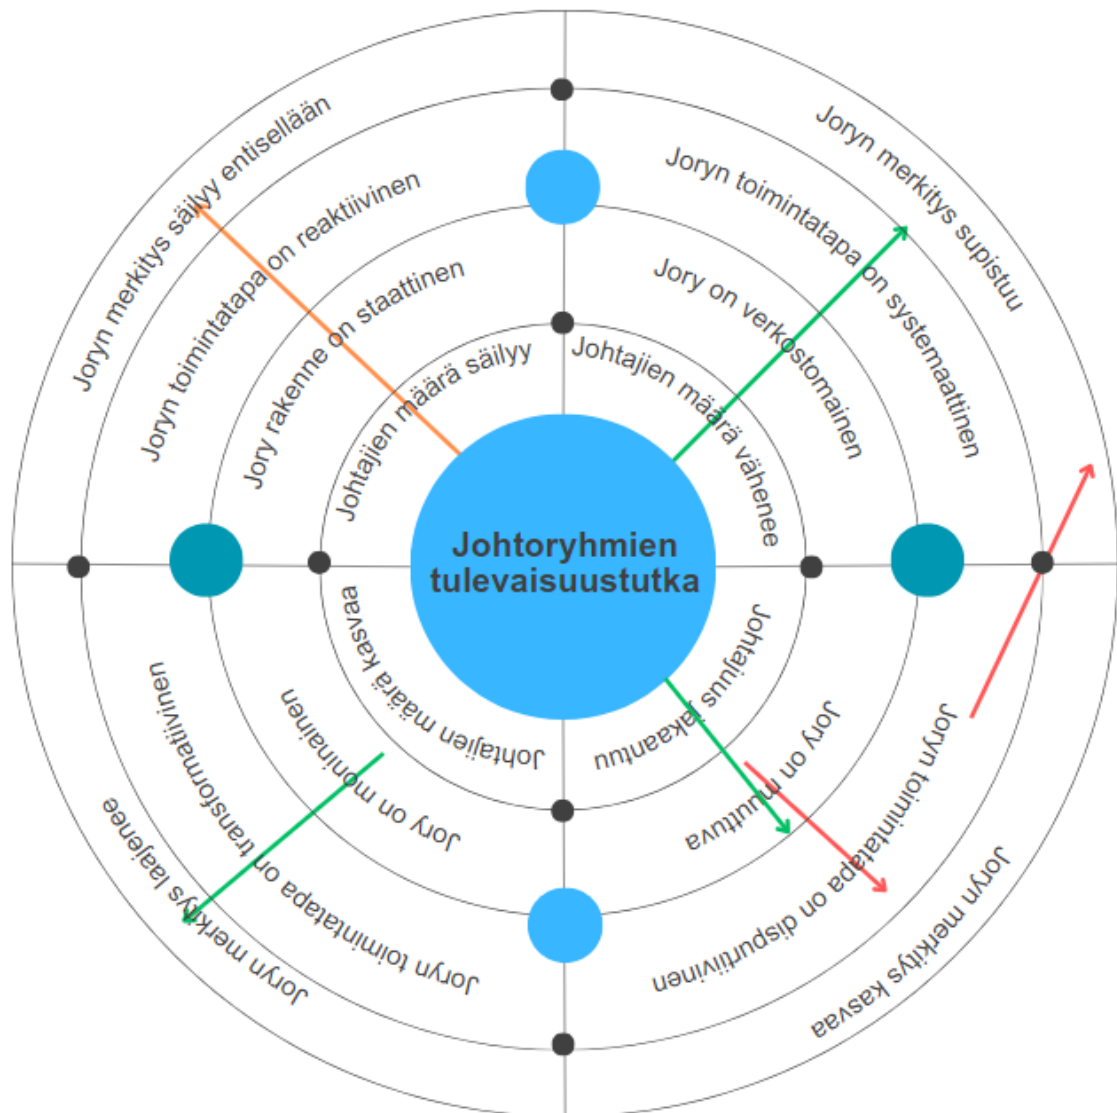 Joryn merkitys säilyy entisellään
Joryn toimintatapa on reaktiivinen
Jory rakenne on staattinen
Johtajien määrä säilyy
Joryn merkitys supistuu
Joryn toimintatapa on systemaattinen
Jory on verkostomainen
Johtajien määrä vähenee
Johtoryhmien
tulevaisuustutka
Johtajien määrä kasvaa
Jory on moninainen
Joryn toimintatapa on transformatiivinen
Joryn merkitys laajenee
Johtajuus jakaantuu
Jory on muuttuva
Joryn toimintatapa on dispurtiivinen
Joryn merkitys kasvaa